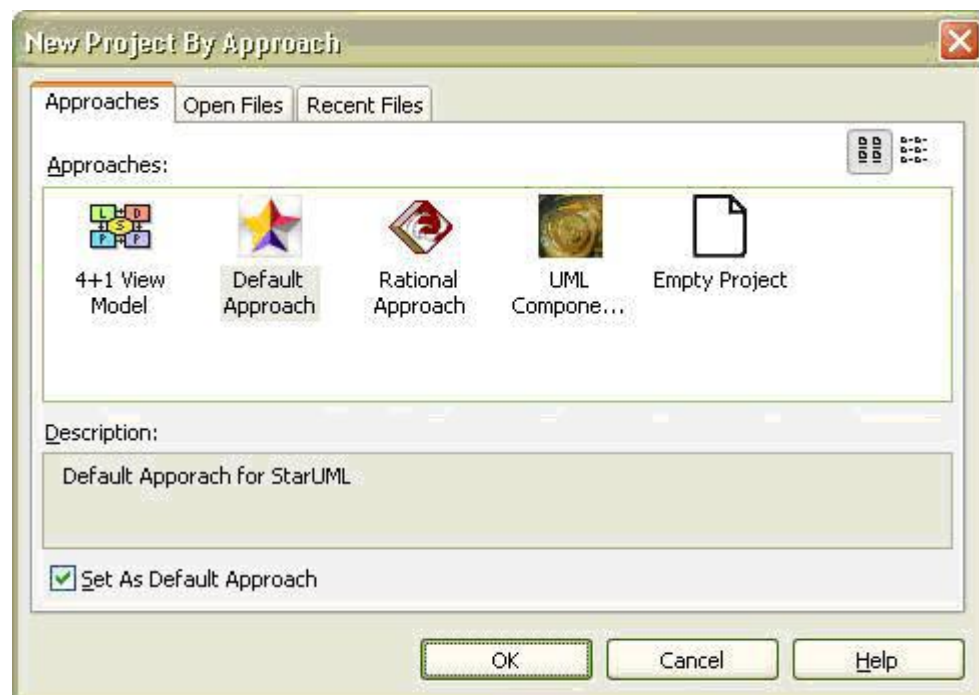 New Project By Approach
Approaches Open Files Recent Files
Approaches:
4+1 View Model
Default Approach
Rational Approach
UML Compone...
Empty Project
Description:
Default Apporach for StarUML
Set As Default Approach
OK Cancel Help